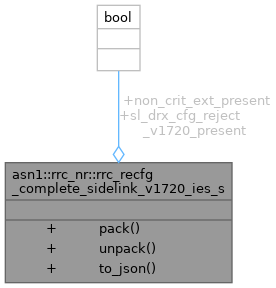 bool
+non_crit_ext_present
+sl_drx_cfg_reject
_v1720_present
asn1::rrc_nr::rrc_recfg
_complete_sidelink_v1720_ies_s
+ pack()
+ unpack()
+ to_json()